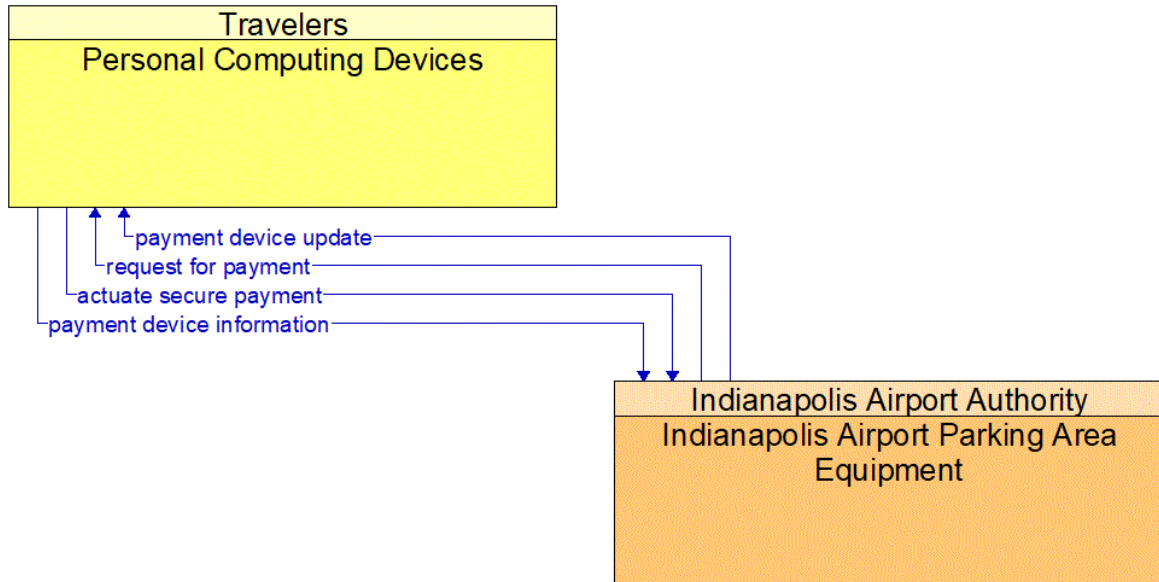 Travelers
Personal Computing Devices
payment device update
request for payment
actuate secure payment
payment device information
Indianapolis Airport Authority
Indianapolis Airport Parking Area
Equipment